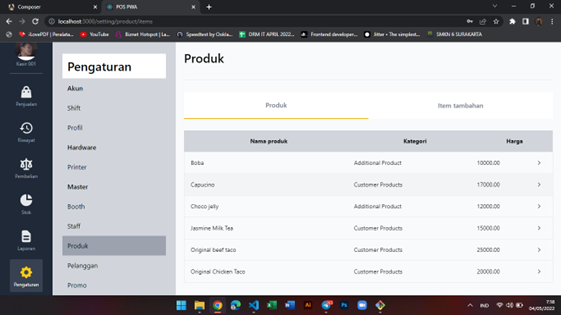 Composer
POS PWA
localhost:3000/setting/product/items
iLovePDF | Peralata...
YouTube
Biznet Hotspot | La...
Speedtest by Ookla...
DRM IT APRIL 2022...
Frontend developer...
Jitter • The simplest...
SMKN 6 SURAKARTA
Kasir 001
Penjualan
Riwayat
Pembelian
Stok
Laporan
Pengaturan
Pengaturan
Akun
Shift
Profil
Hardware
Printer
Master
Booth
Staff
Produk
Pelanggan
Promo
Produk
Produk Item tambahan
Nama produk Kategori Harga
Boba Additional Product 10000.00
Capucino Customer Products 17000.00
Choco jelly Additional Product 12000.00
Jasmine Milk Tea Customer Products 15000.00
Original beef taco Customer Products 25000.00
Original Chicken Taco Customer Products 20000.00
IND
7:18
04/05/2022